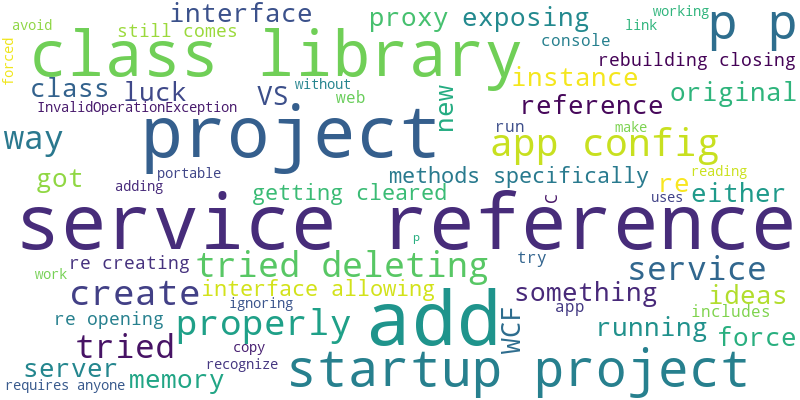 avoid
interface
proxy exposing
working
link
p p
still comes
class library
console
rebuilding closing
forced
class
luck
VS
without
web
instance
original
InvalidOperationException
new
reference
way
project
run
make
app config
got
portable
adding
methods specifically
re
reading
either
getting cleared
C
uses
service reference
p
re creating
tried deleting
try
service
work
create
interface allowing
something
ideas
ignoring
app
includes
re opening
properly
add
WCF
running
force
tried
copy
server
recognize
startup project
requires anyone
memory